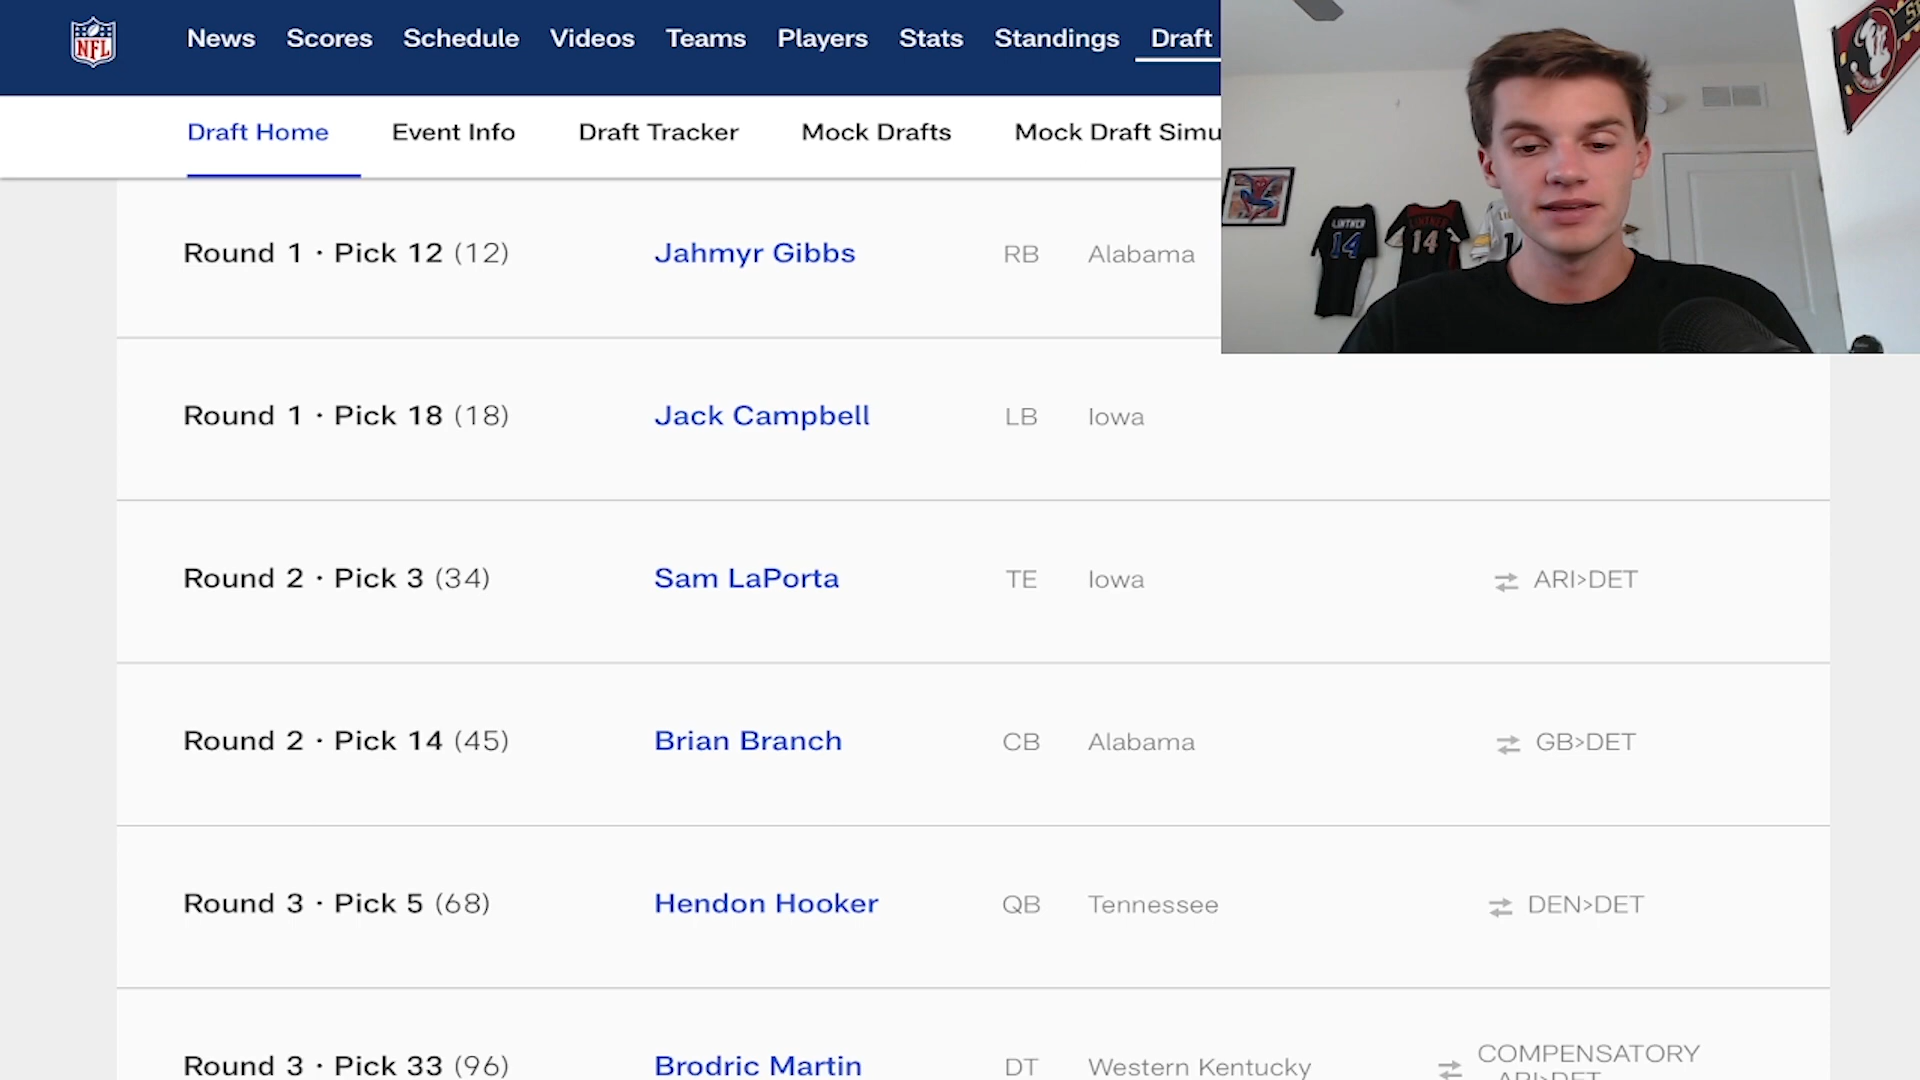 NFL
News Scores Schedule Videos Teams Players Stats Standings Draft
Draft Home Event Info Draft Tracker Mock Drafts Mock Draft Simu
Round 1 · Pick 12 (12) Jahmyr Gibbs RB Alabama
LINTNER
14
LINTNER
14
Round 1 · Pick 18 (18) Jack Campbell LB Iowa
Round 2 · Pick 3 (34) Sam LaPorta TE Iowa ARI>DET
Round 2 · Pick 14 (45) Brian Branch CB Alabama GB>DET
Round 3 · Pick 5 (68) Hendon Hooker QB Tennessee DEN>DET
Round 3 · Pick 33 (96) Brodric Martin DT Western Kentucky COMPENSATORY
ARI>DET